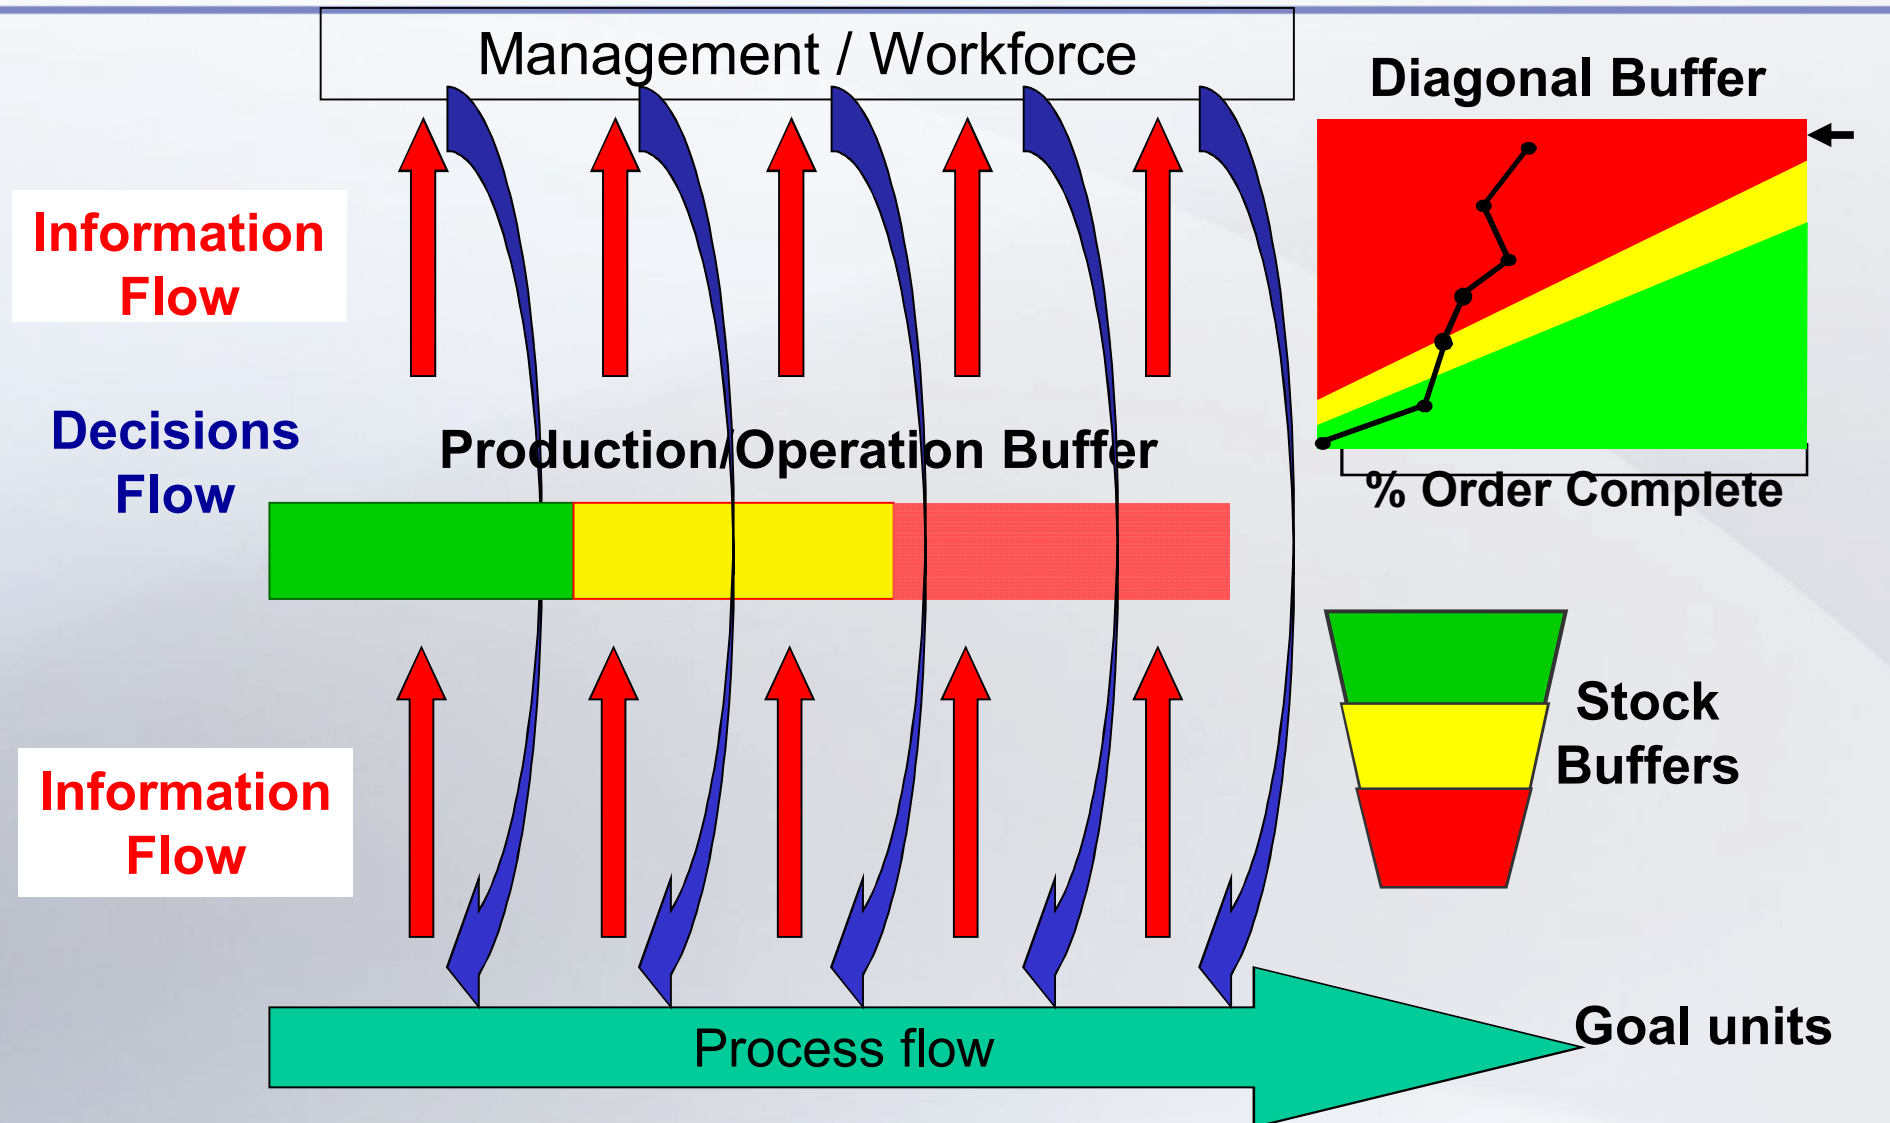 Management / Workforce
Diagonal Buffer
Information
Flow
Decisions
Flow
Production/Operation Buffer
% Order Complete
Stock
Buffers
Information
Flow
Process flow
Goal units